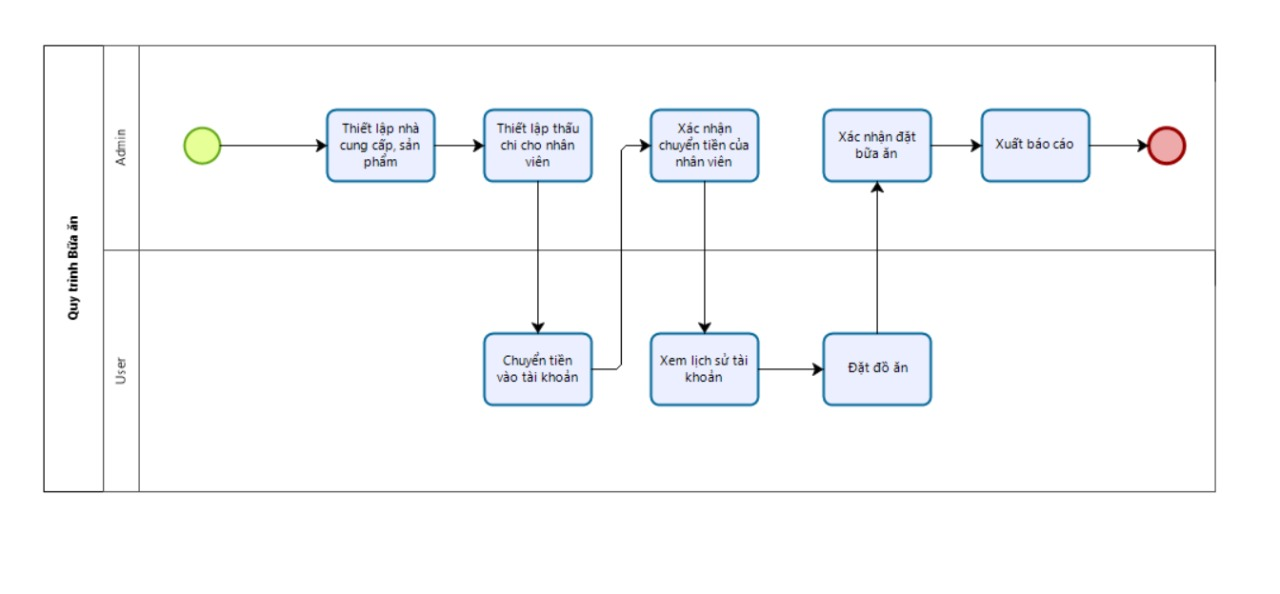 Quy trình Bữa ăn
Admin
Thiết lập nhà
cung cấp, sản
phẩm
Thiết lập thấu
chi cho nhân
viên
Xác nhận
chuyển tiền của
nhân viên
Xác nhận đặt
bữa ăn
Xuất báo cáo
User
Chuyển tiền
vào tài khoản
Xem lịch sử tài
khoản
Đặt đồ ăn